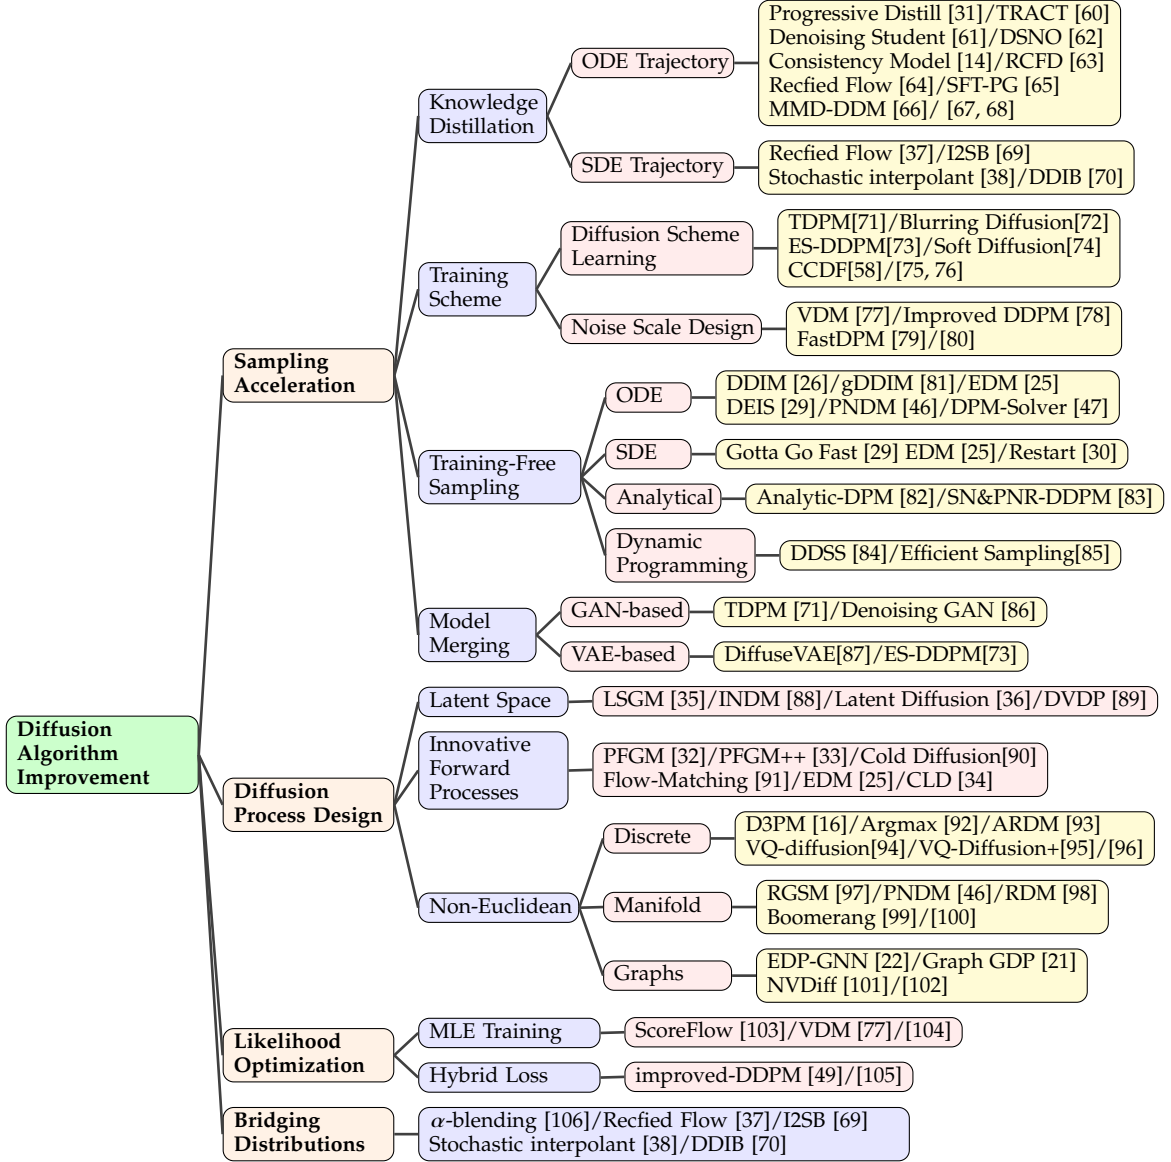 Diffusion
Algorithm
Improvement
Sampling
Acceleration
Knowledge
Distillation
ODE Trajectory
Progressive Distill [31]/TRACT [60]
Denoising Student [61]/DSNO [62]
Consistency Model [14]/RCFD [63]
Recfied Flow [64]/SFT-PG [65]
MMD-DDM [66]/ [67, 68]
SDE Trajectory
Recfied Flow [37]/I2SB [69]
Stochastic interpolant [38]/DDIB [70]
Training
Scheme
Diffusion Scheme
Learning
TDPM[71]/Blurring Diffusion[72]
ES-DDPM[73]/Soft Diffusion[74]
CCDF[58]/[75, 76]
Noise Scale Design
VDM [77]/Improved DDPM [78]
FastDPM [79]/[80]
Training-Free
Sampling
ODE
DDIM [26]/gDDIM [81]/EDM [25]
DEIS [29]/PNDM [46]/DPM-Solver [47]
SDE
Gotta Go Fast [29] EDM [25]/Restart [30]
Analytical
Analytic-DPM [82]/SN&PNR-DDPM [83]
Dynamic
Programming
DDSS [84]/Efficient Sampling[85]
Model
Merging
GAN-based
TDPM [71]/Denoising GAN [86]
VAE-based
DiffuseVAE[87]/ES-DDPM[73]
Diffusion
Process Design
Latent Space
LSGM [35]/INDM [88]/Latent Diffusion [36]/DVDP [89]
Innovative
Forward
Processes
PFGM [32]/PFGM++ [33]/Cold Diffusion[90]
Flow-Matching [91]/EDM [25]/CLD [34]
Non-Euclidean
Discrete
D3PM [16]/Argmax [92]/ARDM [93]
VQ-diffusion[94]/VQ-Diffusion+[95]/[96]
Manifold
RGSM [97]/PNDM [46]/RDM [98]
Boomerang [99]/[100]
Graphs
EDP-GNN [22]/Graph GDP [21]
NVDiff [101]/[102]
Likelihood
Optimization
MLE Training
ScoreFlow [103]/VDM [77]/[104]
Hybrid Loss
improved-DDPM [49]/[105]
Bridging
Distributions
α-blending [106]/Recfied Flow [37]/I2SB [69]
Stochastic interpolant [38]/DDIB [70]